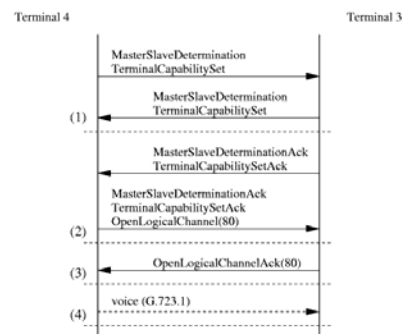 Terminal 4 Terminal 3
MasterSlaveDetermination
TerminalCapabilitySet
MasterSlaveDetermination
TerminalCapabilitySet
(1)
MasterSlaveDeterminationAck
TerminalCapabilitySetAck
MasterSlaveDeterminationAck
TerminalCapabilitySetAck
OpenLogicalChannel(80)
(2)
OpenLogicalChannelAck(80)
(3)
voice (G.723.1)
(4)